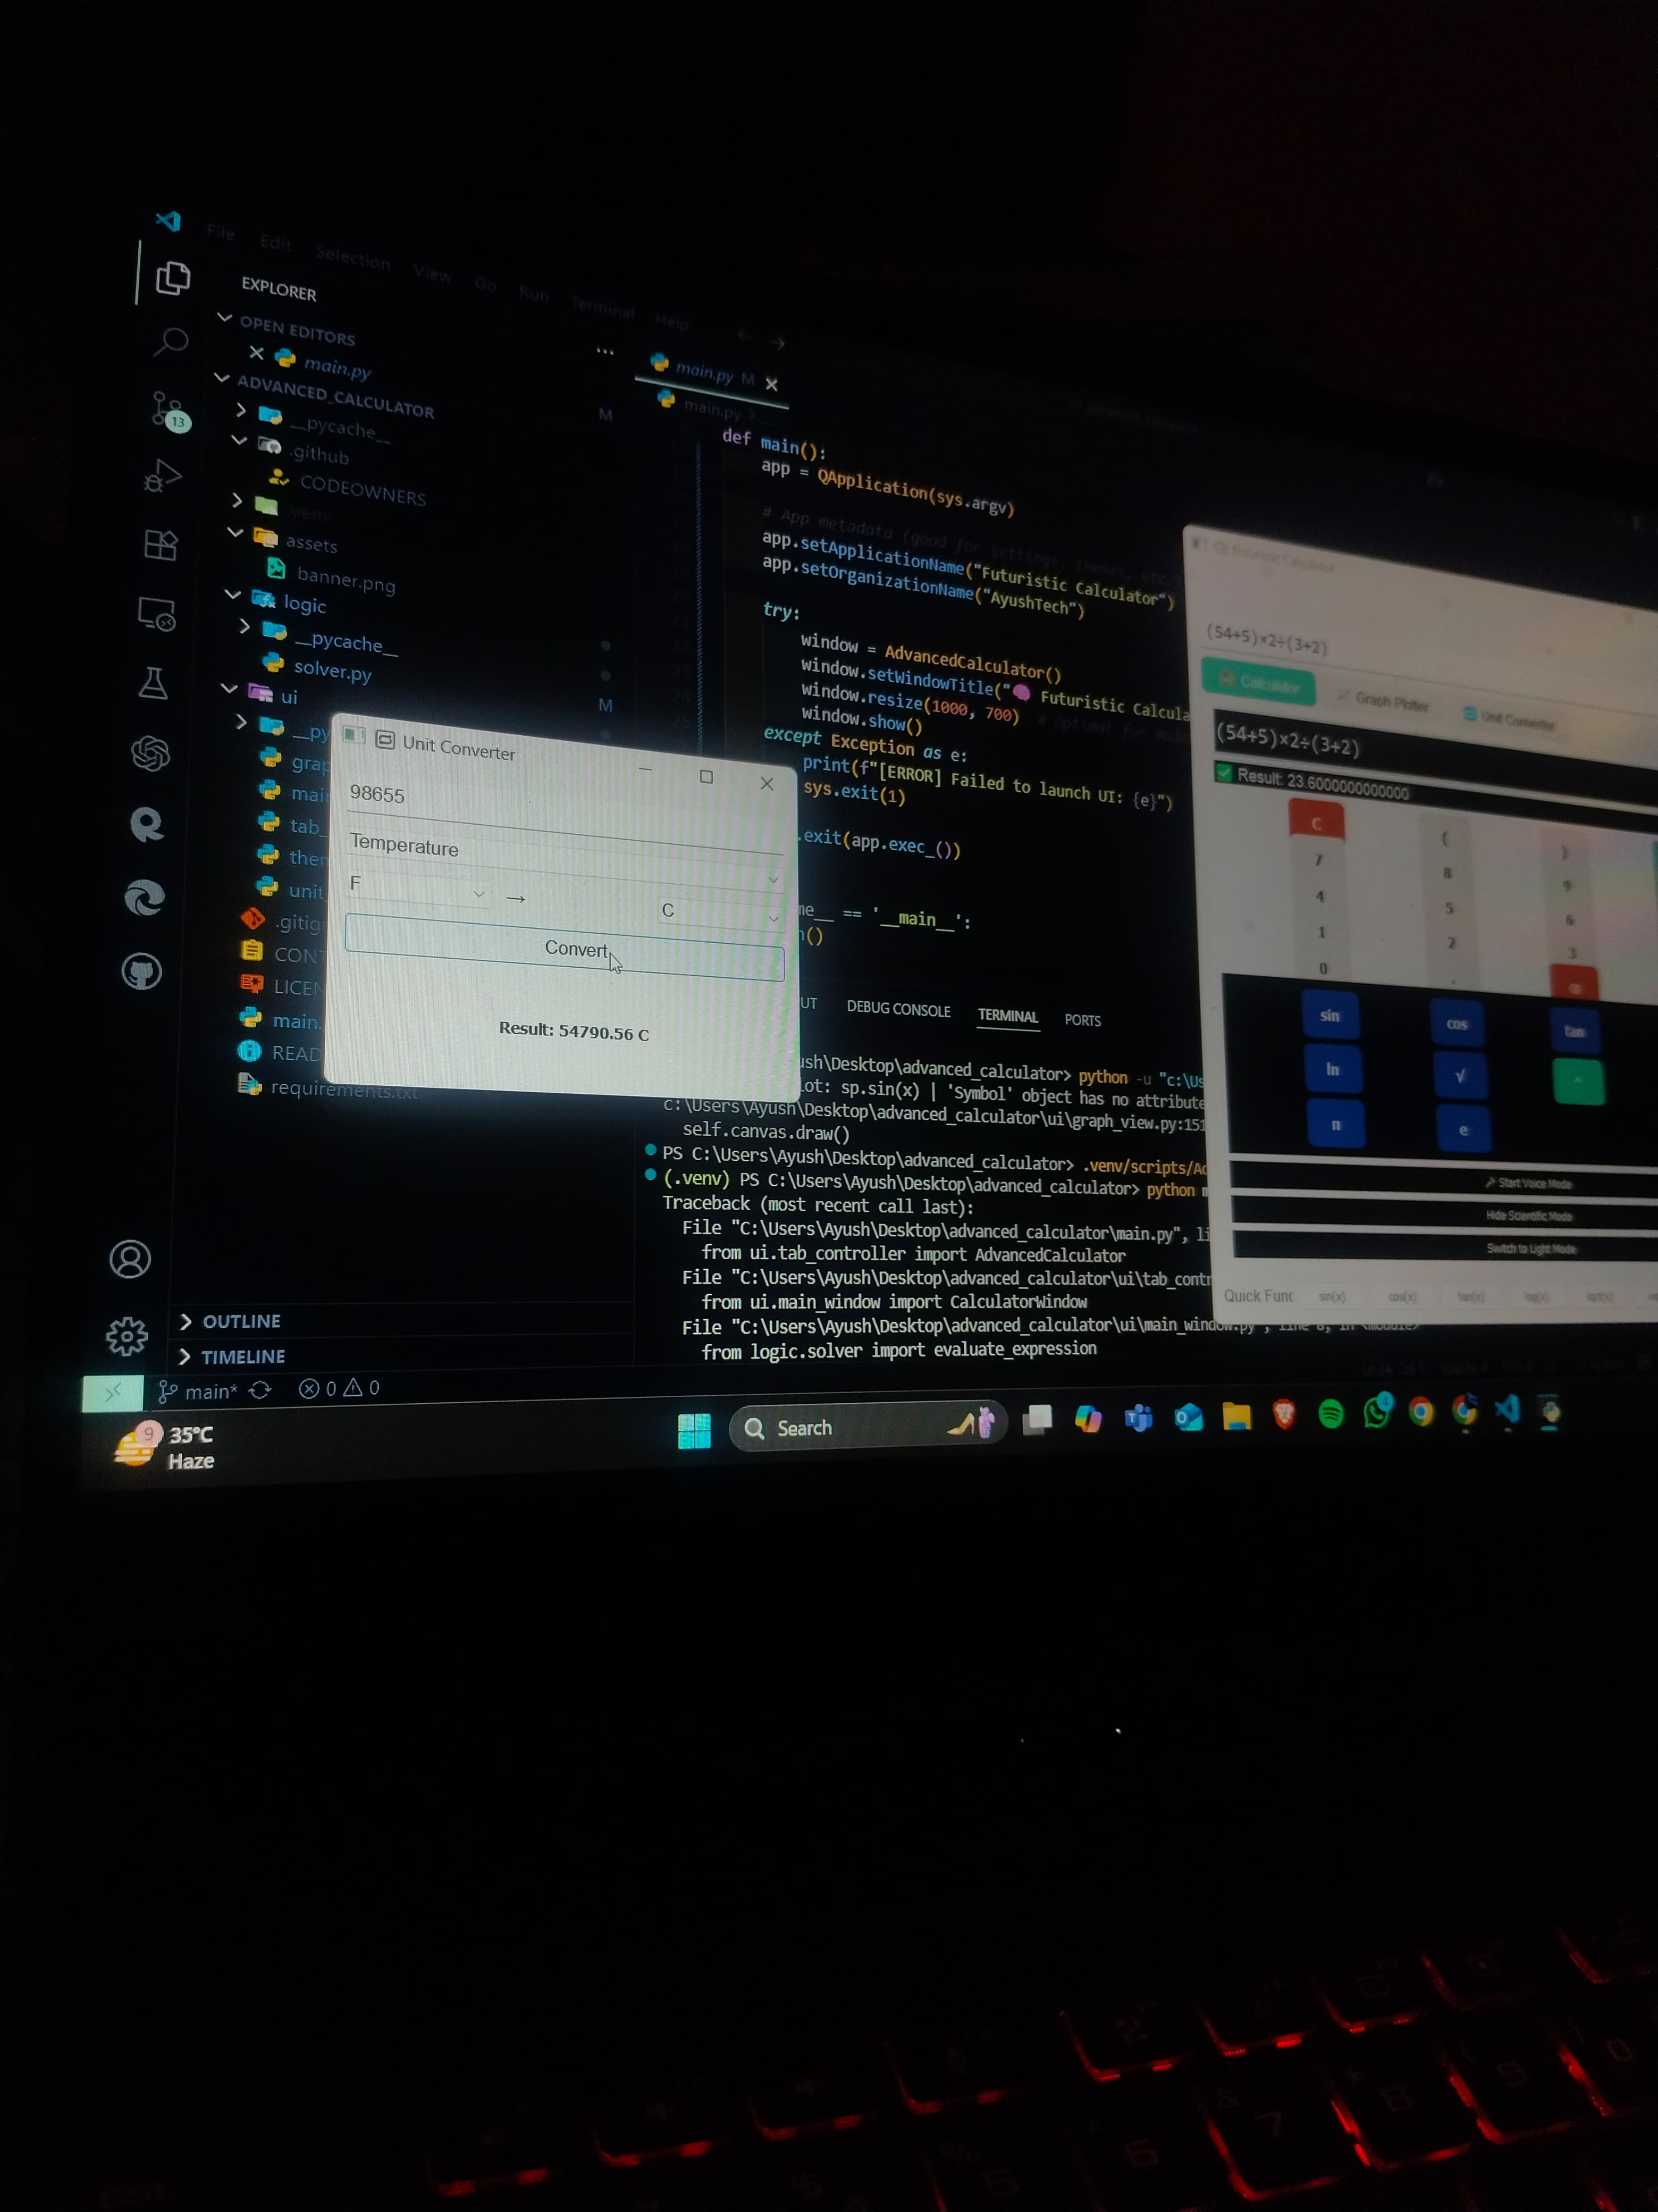 File Edit Selection View Go Run Terminal Help
EXPLORER
OPEN EDITORS
main.py
ADVANCED_CALCULATOR
__pycache__
.github
CODEOWNERS
.venv
assets
banner.png
logic
__pycache__
solver.py
ui
__py
grap
mai
tab_
ther
unit_
.gitig
CONT
LICEN
main.
READ
requirements.txt
OUTLINE
TIMELINE
13
M
M
main.py M
main.py
def main():
app = QApplication(sys.argv)
# App metadata (good for settings, themes, etc.
app.setApplicationName("Futuristic Calculator")
app.setOrganizationName("AyushTech")
try:
window = AdvancedCalculator()
window.setWindowTitle("🧠 Futuristic Calcula
window.resize(1000, 700) # Optimal for mod
window.show()
except Exception as e:
print(f"[ERROR] Failed to launch UI: {e}")
sys.exit(1)
.exit(app.exec_())
me__ == '__main__':
n()
Unit Converter
98655
Temperature
F → C
Convert
Result: 54790.56 C
UT DEBUG CONSOLE TERMINAL PORTS
ush\Desktop\advanced_calculator> python -u "c:\Us
lot: sp.sin(x) | 'Symbol' object has no attribute
c:\Users\Ayush\Desktop\advanced_calculator\ui\graph_view.py:151
self.canvas.draw()
PS C:\Users\Ayush\Desktop\advanced_calculator> .venv/scripts/Ac
(.venv) PS C:\Users\Ayush\Desktop\advanced_calculator> python m
Traceback (most recent call last):
File "C:\Users\Ayush\Desktop\advanced_calculator\main.py", li
from ui.tab_controller import AdvancedCalculator
File "C:\Users\Ayush\Desktop\advanced_calculator\ui\tab_contr
from ui.main_window import CalculatorWindow
File "C:\Users\Ayush\Desktop\advanced_calculator\ui\main_window.py", line 8, in <module>
from logic.solver import evaluate_expression
Futuristic Calculator
(54+5)×2÷(3+2)
Calculator Graph Plotter Unit Converter
(54+5)×2÷(3+2)
Result: 23.6000000000000
C ( )
7 8 9
4 5 6
1 2 3
0 .
sin cos tan
ln √ ^
π e
Start Voice Mode
Hide Scientific Mode
Switch to Light Mode
Quick Func sin(x) cos(x) tan(x) log(x) sqrt(x)
main* 0 0
9
35°C
Haze
Search
&
7
*
8
9
0
6
5